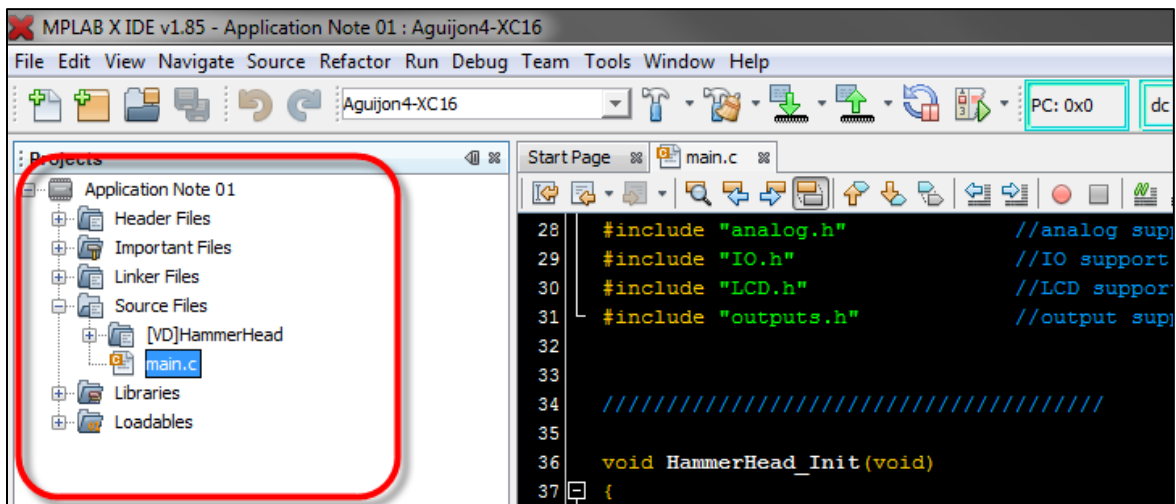 MPLAB X IDE v1.85 - Application Note 01 : Aguijon4-XC16
File Edit View Navigate Source Refactor Run Debug Team Tools Window Help
Aguijon4-XC16
PC: 0x0
dc
Projects
Application Note 01
Header Files
Important Files
Linker Files
Source Files
[VD]HammerHead
main.c
Libraries
Loadables
Start Page
main.c
28 #include "analog.h" //analog sup
29 #include "IO.h" //IO support
30 #include "LCD.h" //LCD suppor
31 #include "outputs.h" //output sup
32
33
34 ///////////////////////////////////////
35
36 void HammerHead_Init(void)
37 {